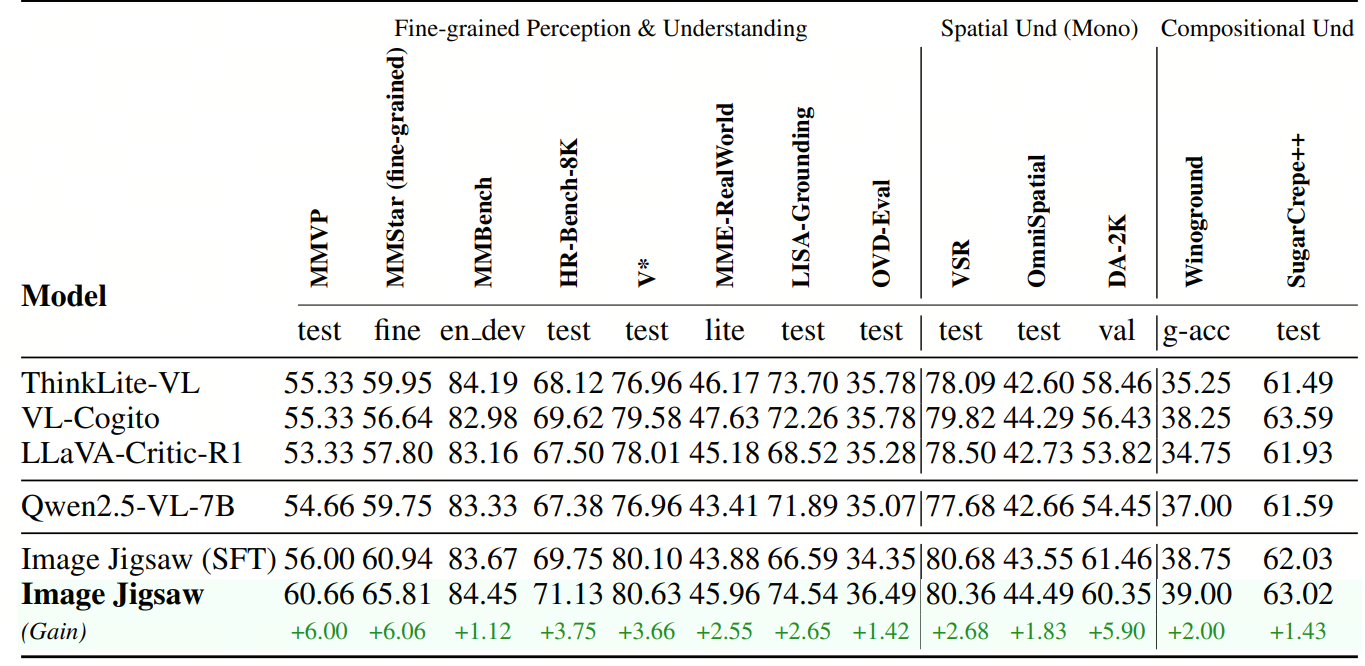 Fine-grained Perception & Understanding Spatial Und (Mono) Compositional Und
Model MMVP MMStar (fine-grained) MMBench HR-Bench-8K V* MME-RealWorld LISA-Grounding OVD-Eval VSR OmniSpatial DA-2K Winoground SugarCrepe++
test fine en_dev test test lite test test test test val g-acc test
ThinkLite-VL 55.33 59.95 84.19 68.12 76.96 46.17 73.70 35.78 78.09 42.60 58.46 35.25 61.49
VL-Cogito 55.33 56.64 82.98 69.62 79.58 47.63 72.26 35.78 79.82 44.29 56.43 38.25 63.59
LLaVA-Critic-R1 53.33 57.80 83.16 67.50 78.01 45.18 68.52 35.28 78.50 42.73 53.82 34.75 61.93
Qwen2.5-VL-7B 54.66 59.75 83.33 67.38 76.96 43.41 71.89 35.07 77.68 42.66 54.45 37.00 61.59
Image Jigsaw (SFT) 56.00 60.94 83.67 69.75 80.10 43.88 66.59 34.35 80.68 43.55 61.46 38.75 62.03
Image Jigsaw 60.66 65.81 84.45 71.13 80.63 45.96 74.54 36.49 80.36 44.49 60.35 39.00 63.02
(Gain) +6.00 +6.06 +1.12 +3.75 +3.66 +2.55 +2.65 +1.42 +2.68 +1.83 +5.90 +2.00 +1.43